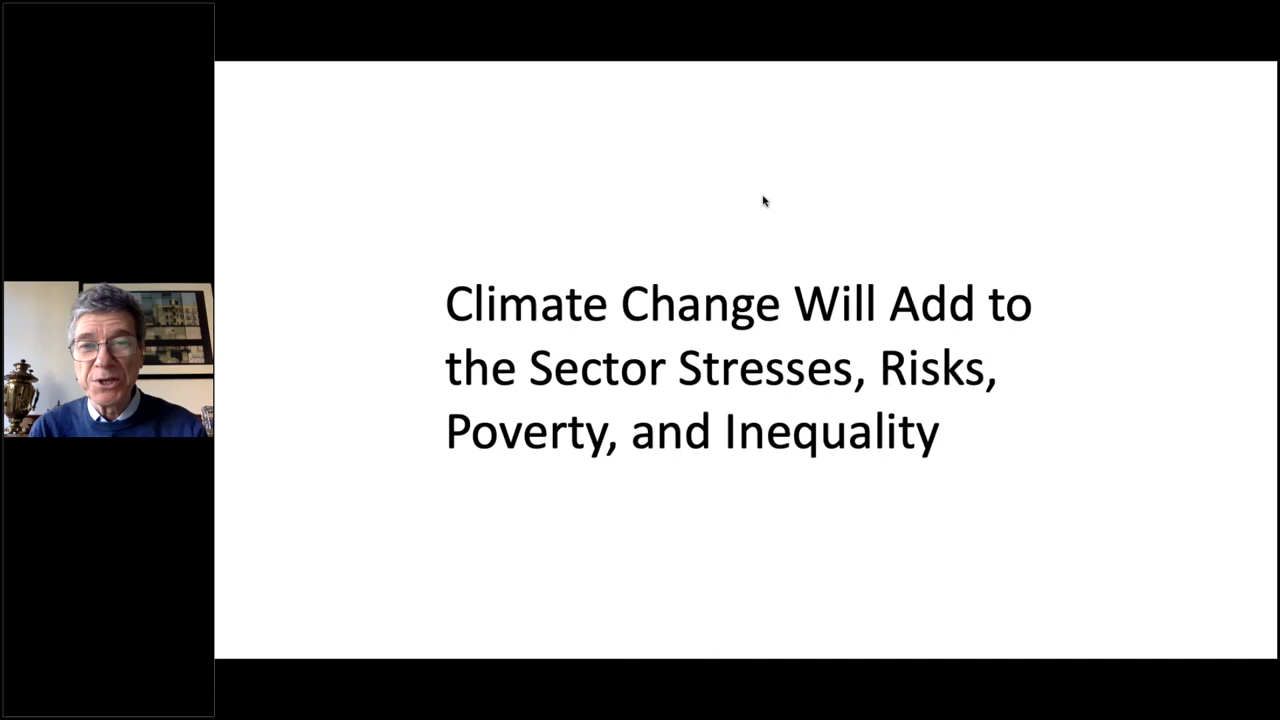 Climate Change Will Add to
the Sector Stresses, Risks,
Poverty, and Inequality